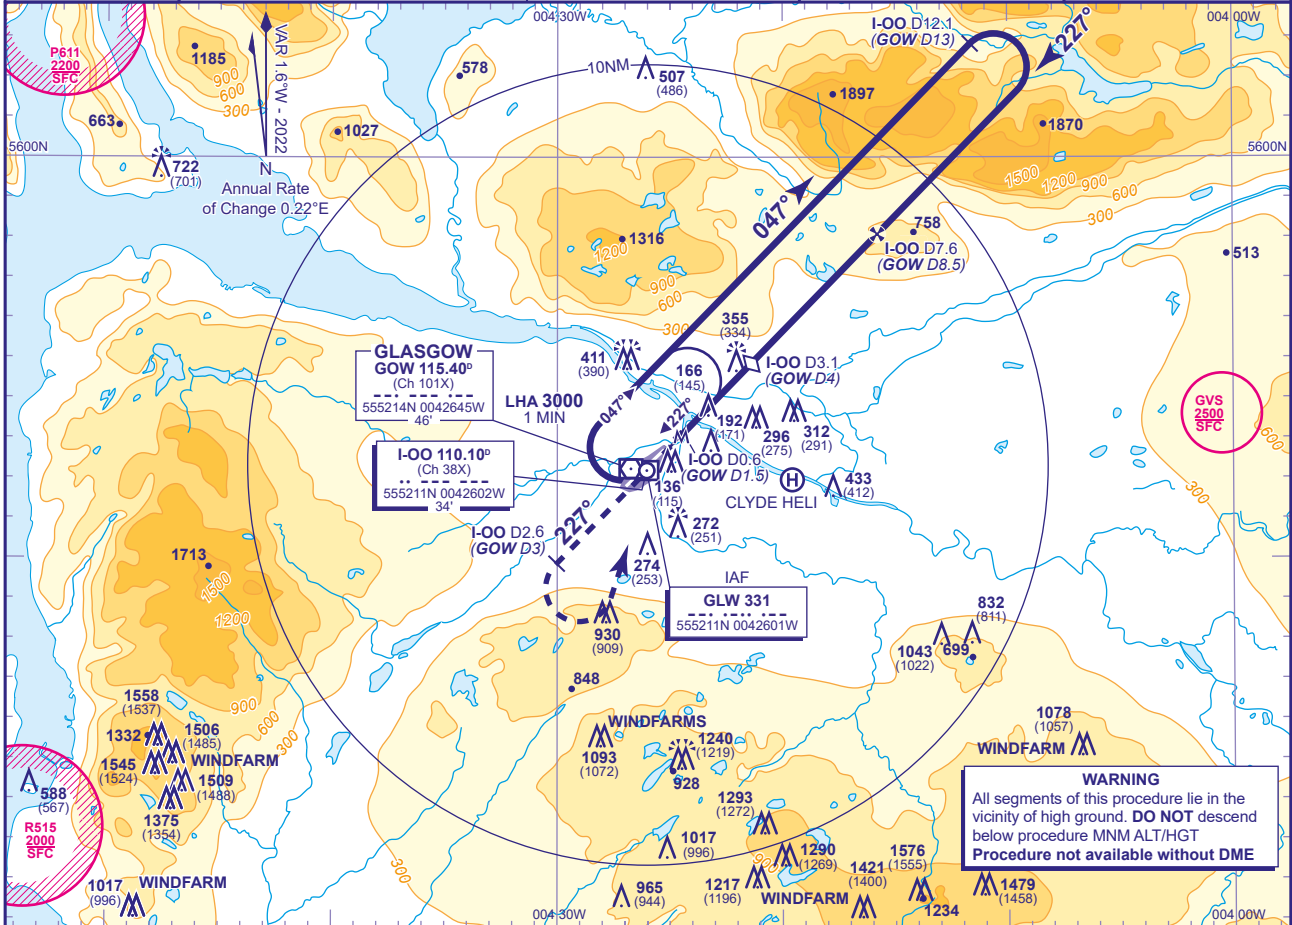 004 30W
004 00W
P611
2200
SFC
1185
900
600
300
663
722
(701)
VAR 1.6°W - 2022
N
Annual Rate
of Change 0.22°E
1027
578
10NM
507
(486)
I-OO D12.1
(GOW D13)
227°
1897
1870
1500
1200
900
600
300
5600N
5600N
047°
758
I-OO D7.6
(GOW D8.5)
513
1316
1200
900
600
300
GLASGOW
GOW 115.40D
(Ch 101X)
555214N 0042645W
46'
411
(390)
355
(334)
166
(145)
I-OO D3.1
(GOW D4)
LHA 3000
1 MIN
047°
227°
192
(171)
296
(275)
312
(291)
GVS
2500
SFC
600
300
I-OO 110.10D
(Ch 38X)
555211N 0042602W
34'
I-OO D0.6
(GOW D1.5)
136
(115)
H
CLYDE HELI
433
(412)
272
(251)
I-OO D2.6
(GOW D3)
227°
274
(253)
IAF
GLW 331
555211N 0042601W
930
(909)
848
832
(811)
1043
(1022)
699
1713
1500
1200
900
600
300
1558
(1537)
1332
1506
(1485)
WINDFARM
1545
(1524)
1509
(1488)
1375
(1354)
588
(567)
R515
2000
SFC
1017
(996)
WINDFARM
WINDFARMS
1093
(1072)
1240
(1219)
928
1293
(1272)
1017
(996)
900
1290
(1269)
965
(944)
1217
(1196)
WINDFARM
1421
(1400)
1576
(1555)
1234
1479
(1458)
1078
(1057)
WINDFARM
300
WARNING
All segments of this procedure lie in the
vicinity of high ground. DO NOT descend
below procedure MNM ALT/HGT
Procedure not available without DME
004 30W
004 00W